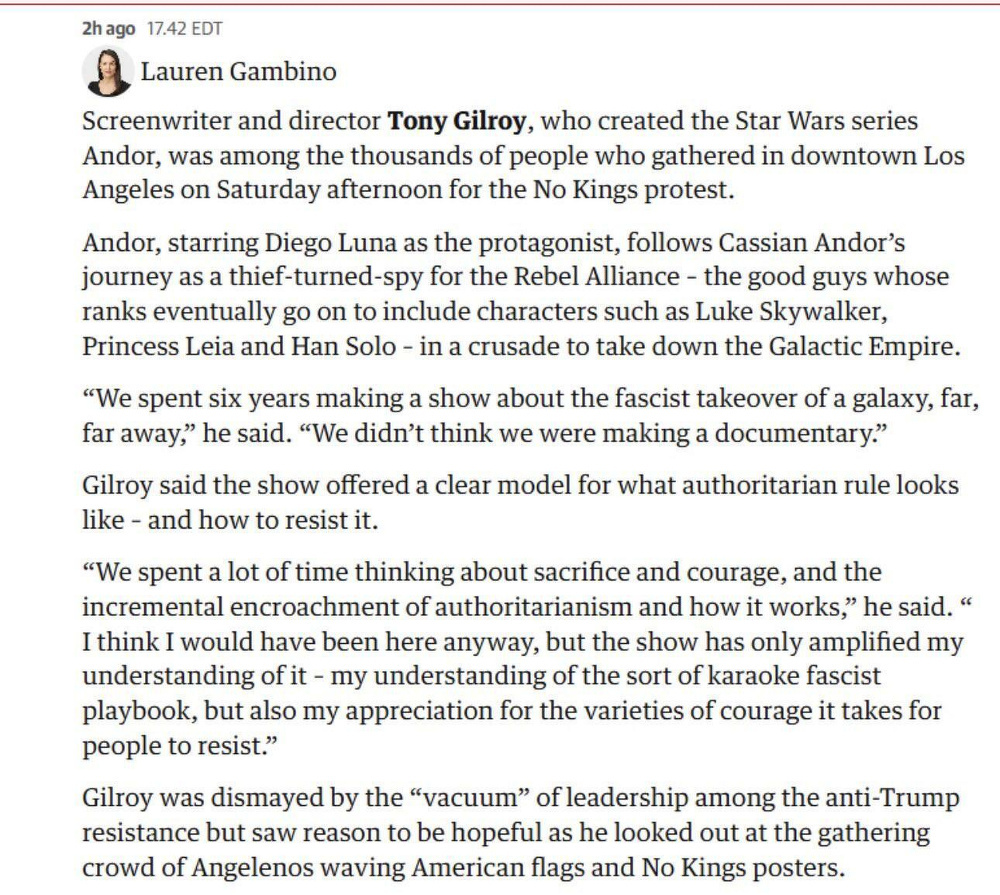 2h ago 17.42 EDT
Lauren Gambino
Screenwriter and director Tony Gilroy, who created the Star Wars series
Andor, was among the thousands of people who gathered in downtown Los
Angeles on Saturday afternoon for the No Kings protest.
Andor, starring Diego Luna as the protagonist, follows Cassian Andor’s
journey as a thief-turned-spy for the Rebel Alliance – the good guys whose
ranks eventually go on to include characters such as Luke Skywalker,
Princess Leia and Han Solo – in a crusade to take down the Galactic Empire.
“We spent six years making a show about the fascist takeover of a galaxy, far,
far away,” he said. “We didn’t think we were making a documentary.”
Gilroy said the show offered a clear model for what authoritarian rule looks
like – and how to resist it.
“We spent a lot of time thinking about sacrifice and courage, and the
incremental encroachment of authoritarianism and how it works,” he said. “
I think I would have been here anyway, but the show has only amplified my
understanding of it – my understanding of the sort of karaoke fascist
playbook, but also my appreciation for the varieties of courage it takes for
people to resist.”
Gilroy was dismayed by the “vacuum” of leadership among the anti-Trump
resistance but saw reason to be hopeful as he looked out at the gathering
crowd of Angelenos waving American flags and No Kings posters.